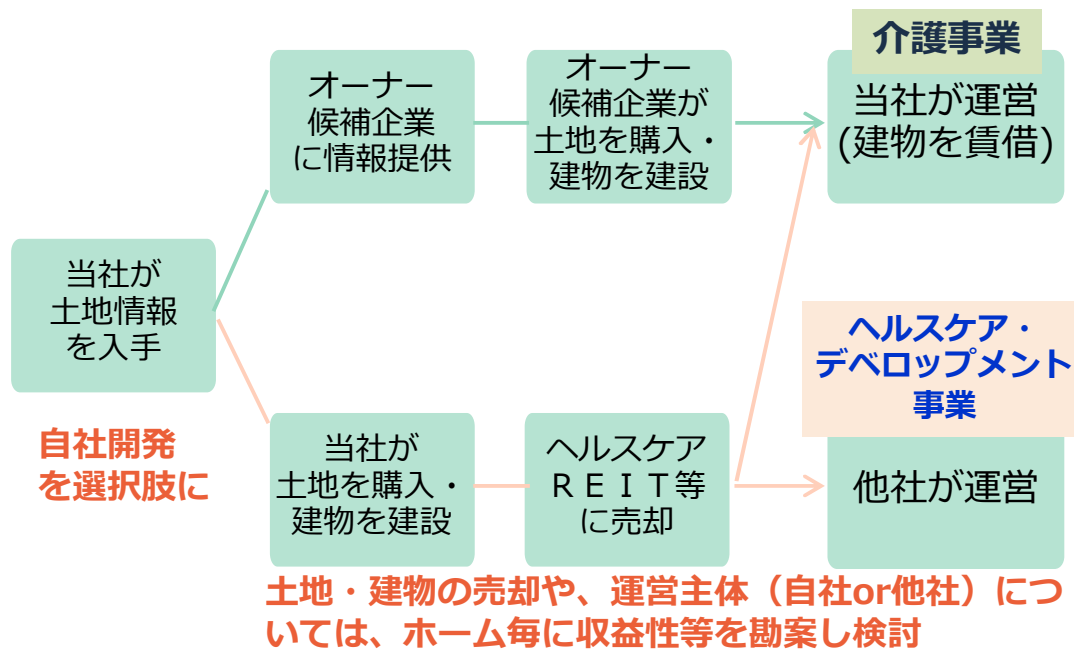 介護事業
オーナー
候補企業
に情報提供
オーナー
候補企業が
土地を購入・
建物を建設
当社が運営
(建物を賃借)
当社が
土地情報
を入手
自社開発
を選択肢に
ヘルスケア・
デベロップメント
事業
当社が
土地を購入・
建物を建設
ヘルスケア
ＲＥＩＴ等
に売却
他社が運営
土地・建物の売却や、運営主体（自社or他社）につ
いては、ホーム毎に収益性等を勘案し検討